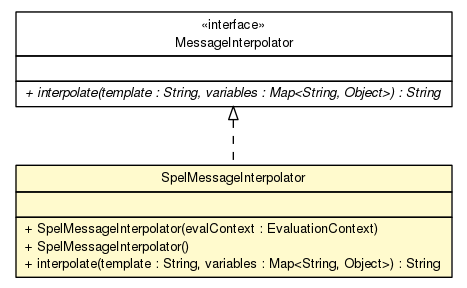 «interface»
MessageInterpolator
+ interpolate(template : String, variables : Map<String, Object>) : String
SpelMessageInterpolator
+ SpelMessageInterpolator(evalContext : EvaluationContext)
+ SpelMessageInterpolator()
+ interpolate(template : String, variables : Map<String, Object>) : String